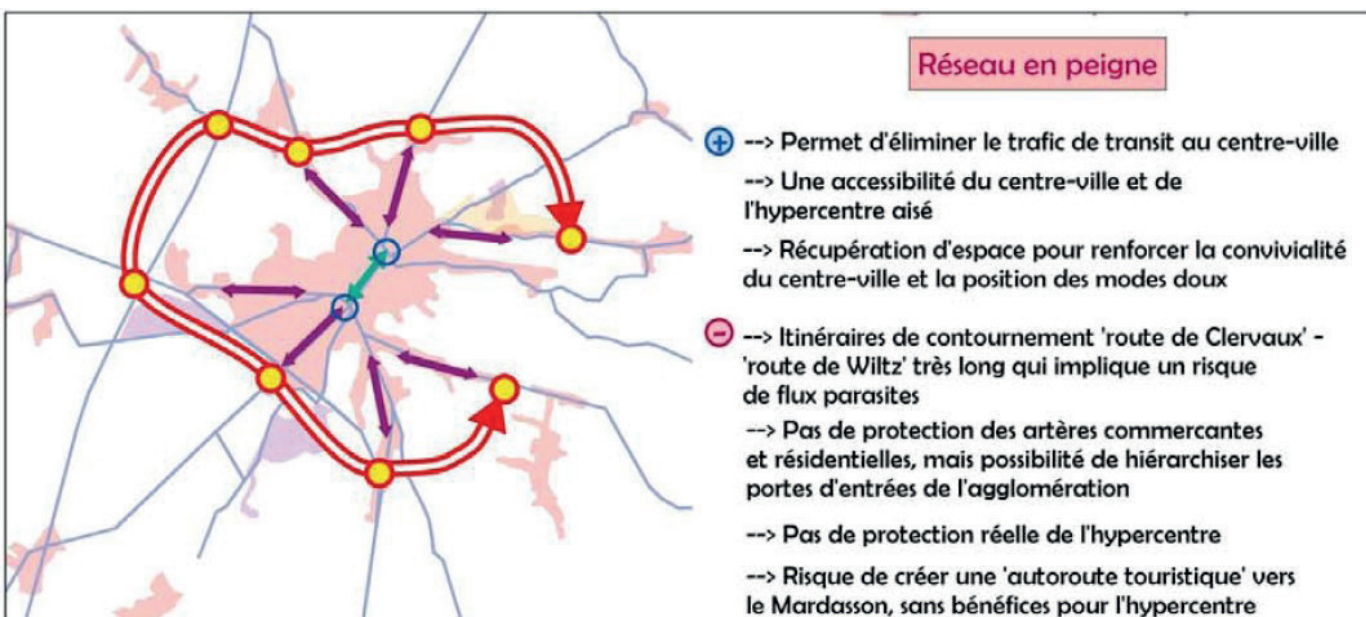 Réseau en peigne
+ --> Permet d'éliminer le trafic de transit au centre-ville
--> Une accessibilité du centre-ville et de
l'hypercentre aisé
--> Récupération d'espace pour renforcer la convivialité
du centre-ville et la position des modes doux
- --> Itinéraires de contournement 'route de Clervaux' -
'route de Wiltz' très long qui implique un risque
de flux parasites
--> Pas de protection des artères commercantes
et résidentielles, mais possibilité de hiérarchiser les
portes d'entrées de l'agglomération
--> Pas de protection réelle de l'hypercentre
--> Risque de créer une 'autoroute touristique' vers
le Mardasson, sans bénéfices pour l'hypercentre